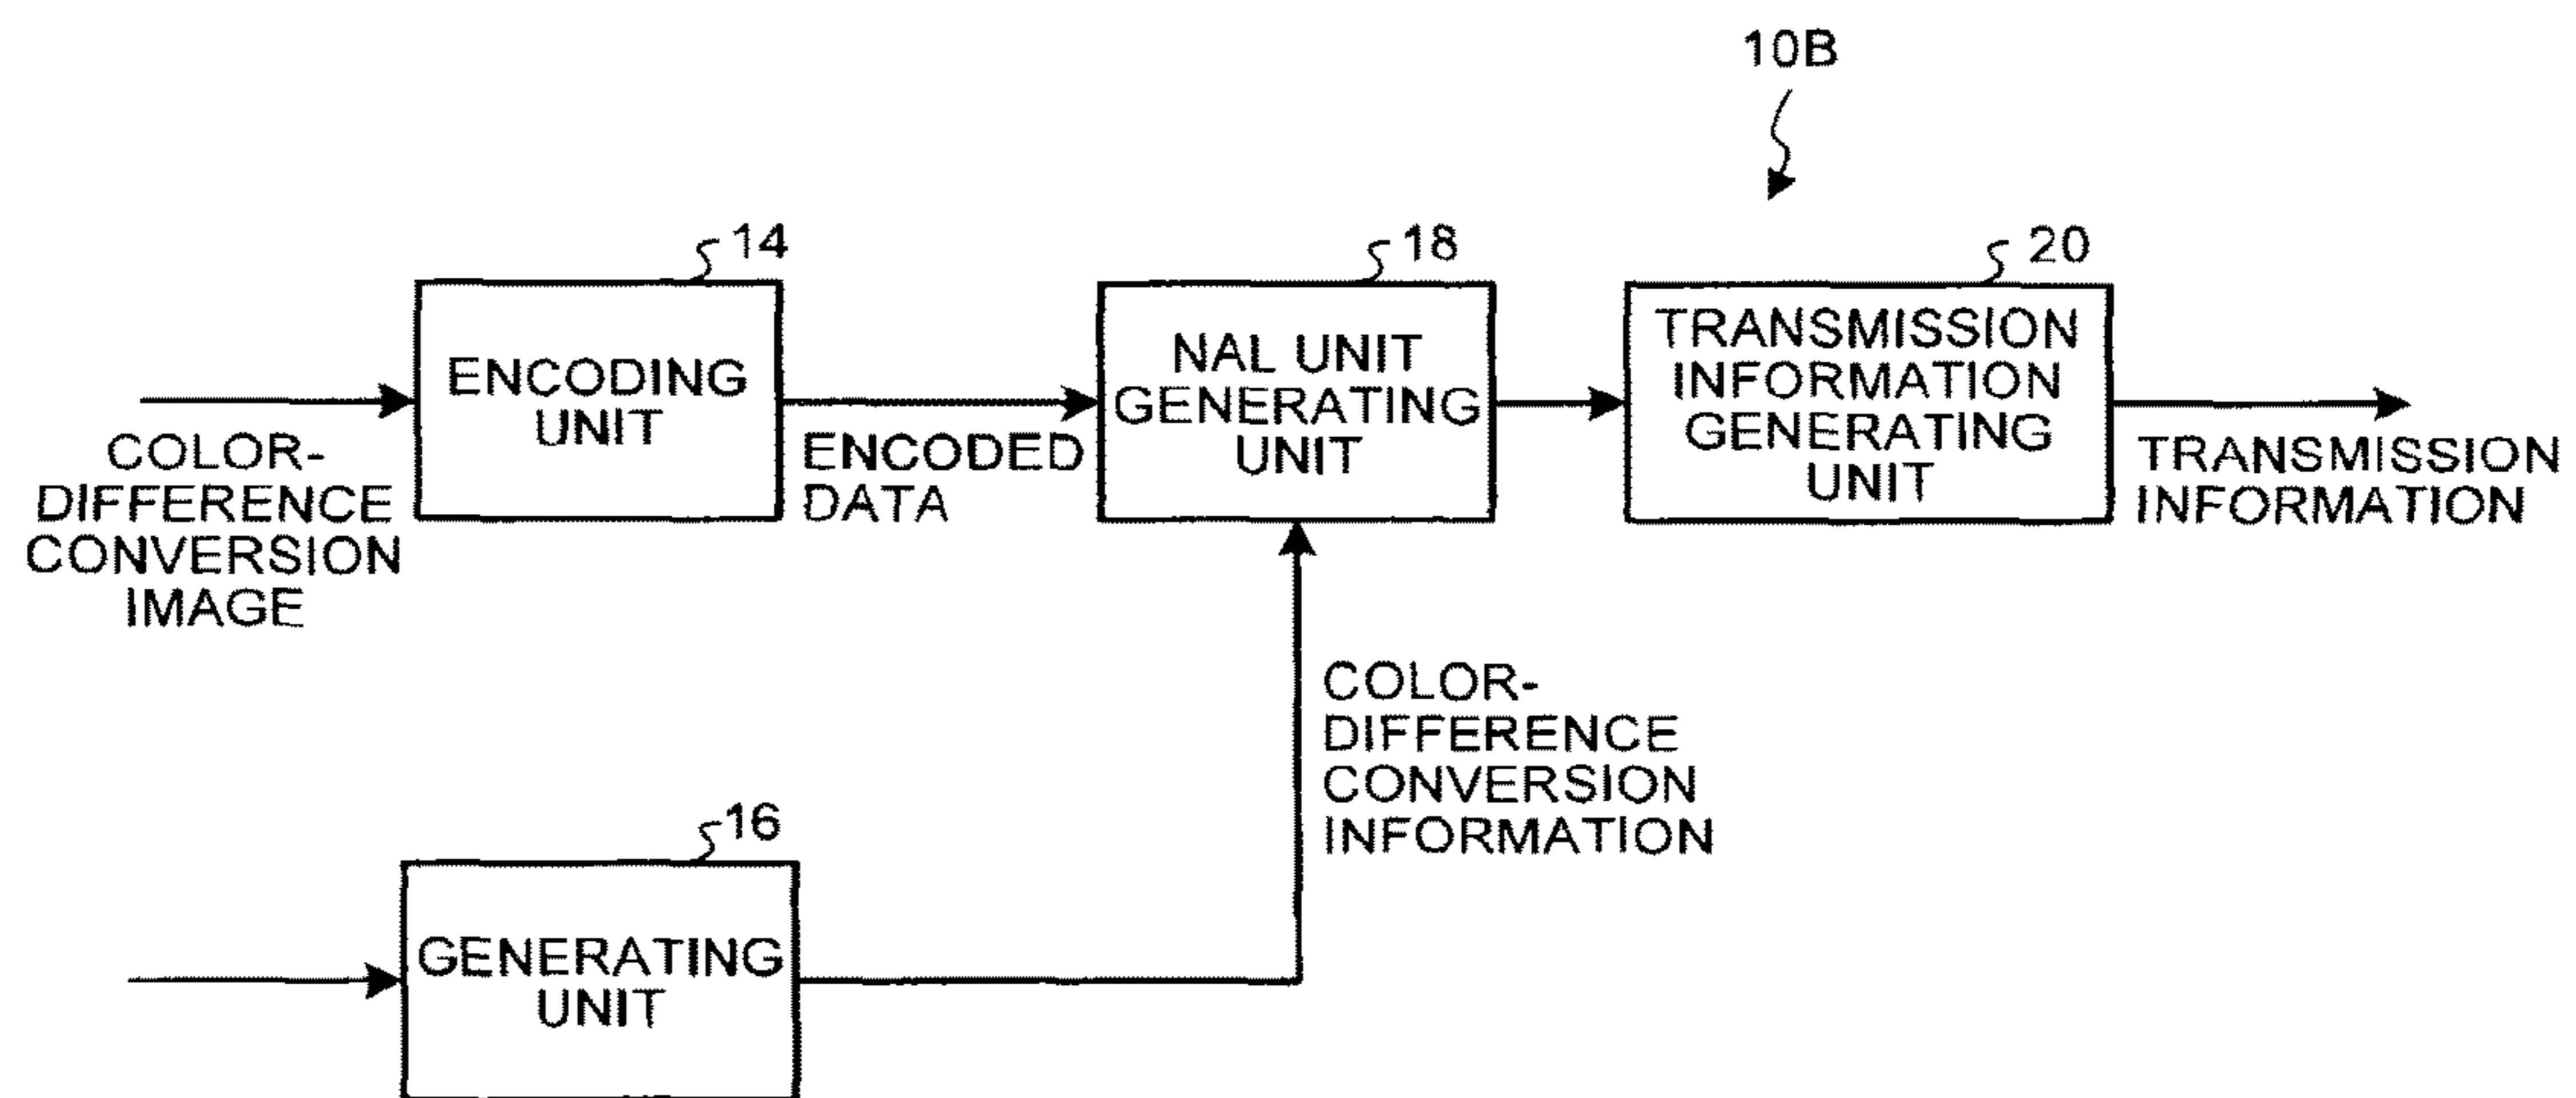 10B
14
18
20
ENCODING
UNIT
NAL UNIT
GENERATING
UNIT
TRANSMISSION
INFORMATION
GENERATING
UNIT
COLOR-
DIFFERENCE
CONVERSION
IMAGE
ENCODED
DATA
TRANSMISSION
INFORMATION
COLOR-
DIFFERENCE
CONVERSION
INFORMATION
16
GENERATING
UNIT